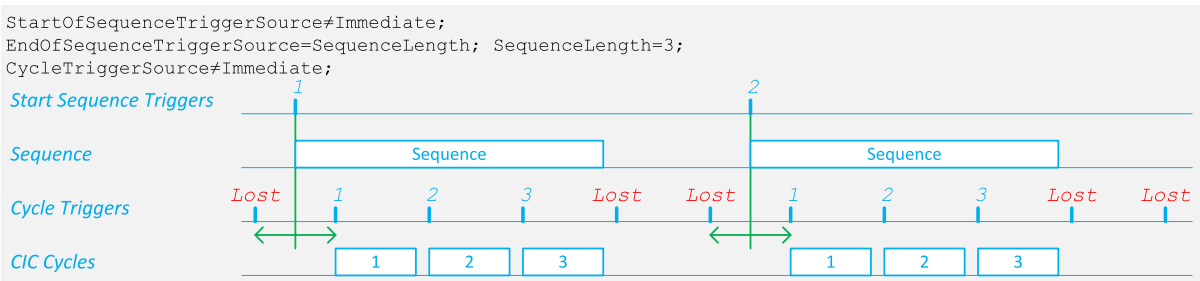 StartOfSequenceTriggerSource≠Immediate;
EndOfSequenceTriggerSource=SequenceLength; SequenceLength=3;
CycleTriggerSource≠Immediate;
1 2
Start Sequence Triggers
Sequence Sequence Sequence
Lost 1 2 3 Lost Lost 1 2 3 Lost Lost
Cycle Triggers
CIC Cycles 1 2 3 1 2 3